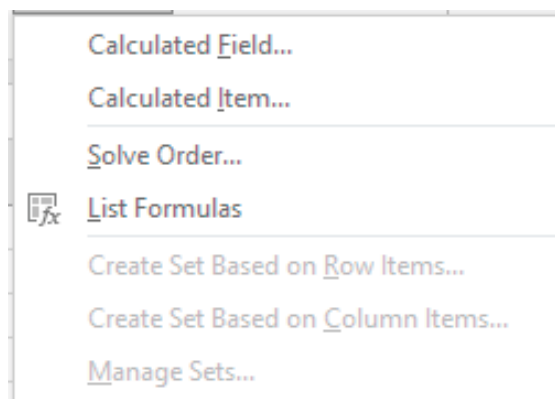 Calculated Field...
Calculated Item...
Solve Order...
fx List Formulas
Create Set Based on Row Items...
Create Set Based on Column Items...
Manage Sets...